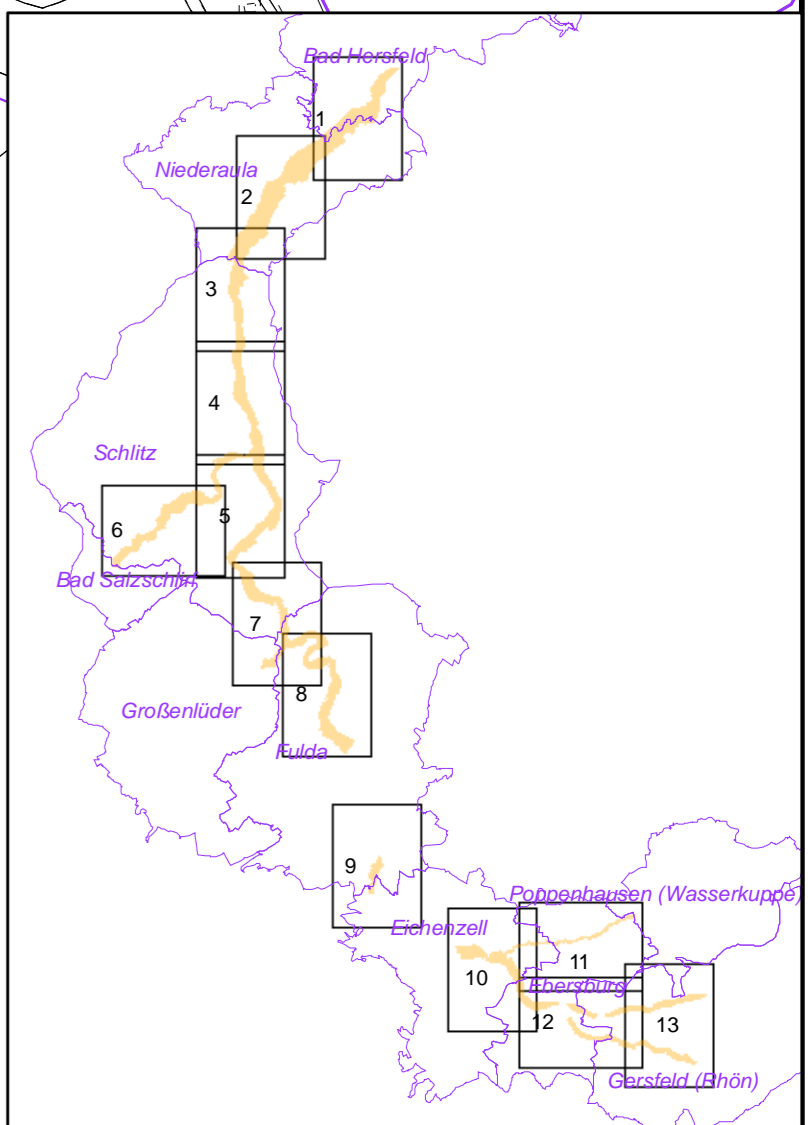 Bad Hersfeld
1
Niederaula
2
3
4
Schlitz
5
6
Bad Salzschlirf
7
8
Großenlüder
Fulda
9
Poppenhausen (Wasserkuppe)
Eichenzell
11
10
Ebersburg
12
13
Gersfeld (Rhön)